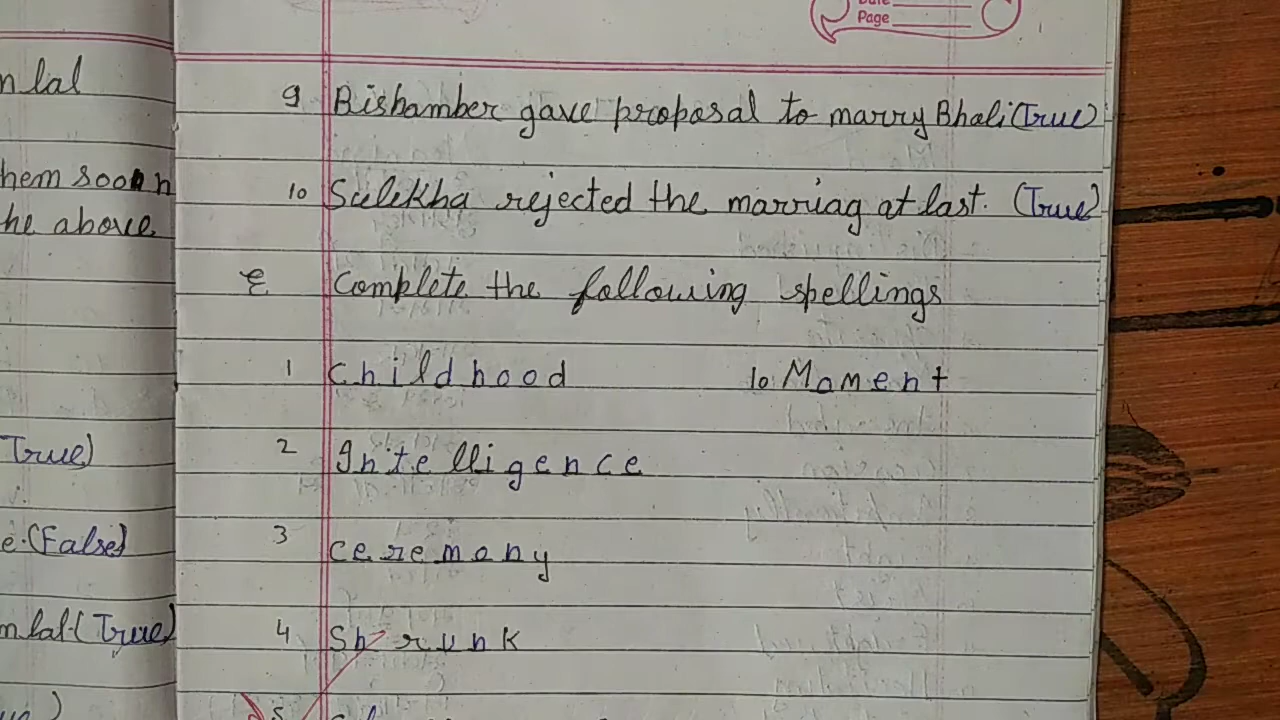 Date
Page
n lal
9 Bishamber gave proposal to marry Bhali (True)
hem soon
10 Sulekha rejected the marriag at last. (True)
he above
E Complete the following spellings
1 Childhood 10. Moment
2 Intelligence
True)
3 ceremony
e. (False)
4 Shrunk
n lal (True)
5